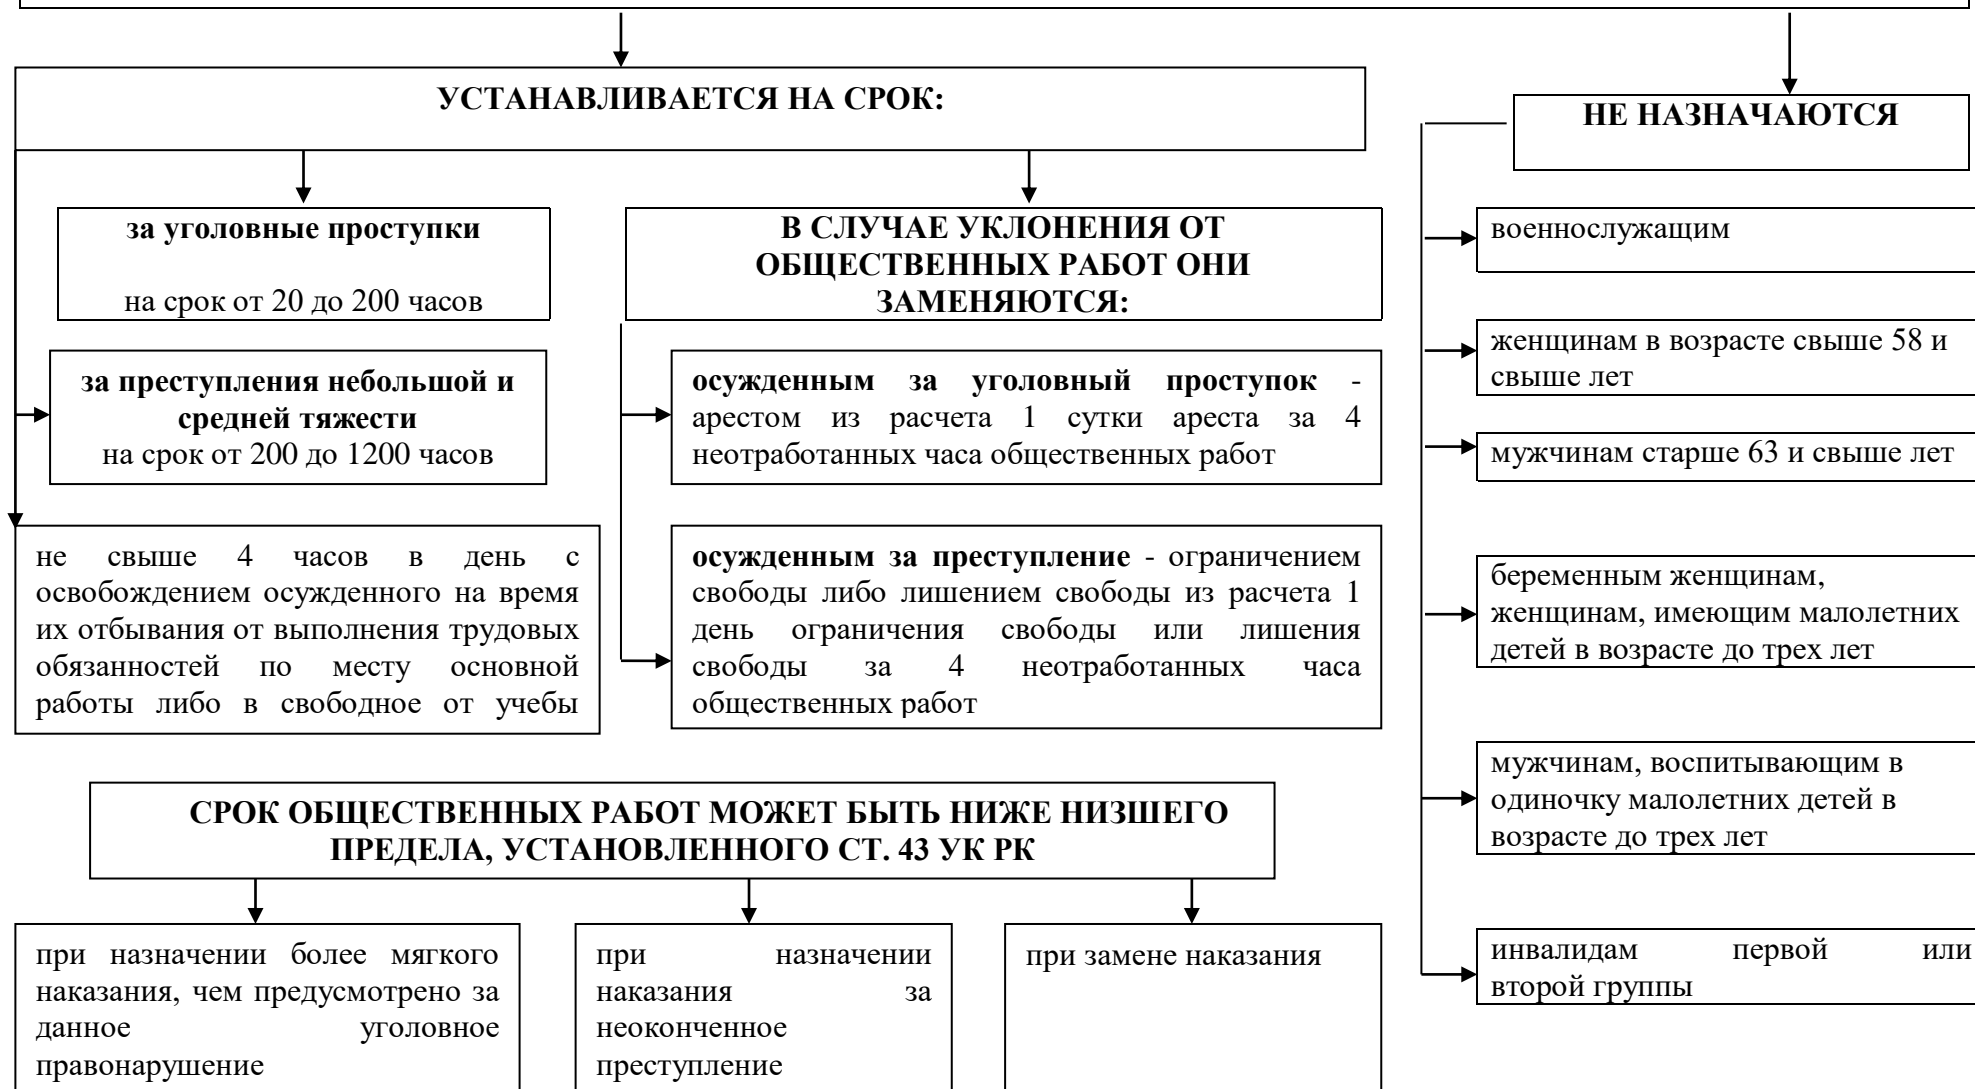 УСТАНАВЛИВАЕТСЯ НА СРОК:
за уголовные проступки
на срок от 20 до 200 часов
за преступления небольшой и
средней тяжести
на срок от 200 до 1200 часов
не свыше 4 часов в день с
освобождением осужденного на время
их отбывания от выполнения трудовых
обязанностей по месту основной
работы либо в свободное от учебы
В СЛУЧАЕ УКЛОНЕНИЯ ОТ
ОБЩЕСТВЕННЫХ РАБОТ ОНИ
ЗАМЕНЯЮТСЯ:
осужденным за уголовный проступок -
арестом из расчета 1 сутки ареста за 4
неотработанных часа общественных работ
осужденным за преступление - ограничением
свободы либо лишением свободы из расчета 1
день ограничения свободы или лишения
свободы за 4 неотработанных часа
общественных работ
НЕ НАЗНАЧАЮТСЯ
военнослужащим
женщинам в возрасте свыше 58 и
свыше лет
мужчинам старше 63 и свыше лет
беременным женщинам,
женщинам, имеющим малолетних
детей в возрасте до трех лет
мужчинам, воспитывающим в
одиночку малолетних детей в
возрасте до трех лет
инвалидам первой или
второй группы
СРОК ОБЩЕСТВЕННЫХ РАБОТ МОЖЕТ БЫТЬ НИЖЕ НИЗШЕГО
ПРЕДЕЛА, УСТАНОВЛЕННОГО СТ. 43 УК РК
при назначении более мягкого
наказания, чем предусмотрено за
данное уголовное
правонарушение
при назначении
наказания за
неоконченное
преступление
при замене наказания